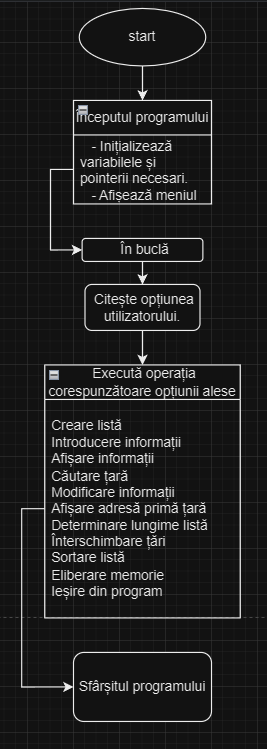 start
Începutul programului
- Inițializează
variabilele și
pointerii necesari.
- Afișează meniul
În buclă
Citește opțiunea
utilizatorului.
Execută operația
corespunzătoare opțiunii alese
Creare listă
Introducere informații
Afișare informații
Căutare țară
Modificare informații
Afișare adresă primă țară
Determinare lungime listă
Înterschimbare țări
Sortare listă
Eliberare memorie
Ieșire din program
Sfârșitul programului